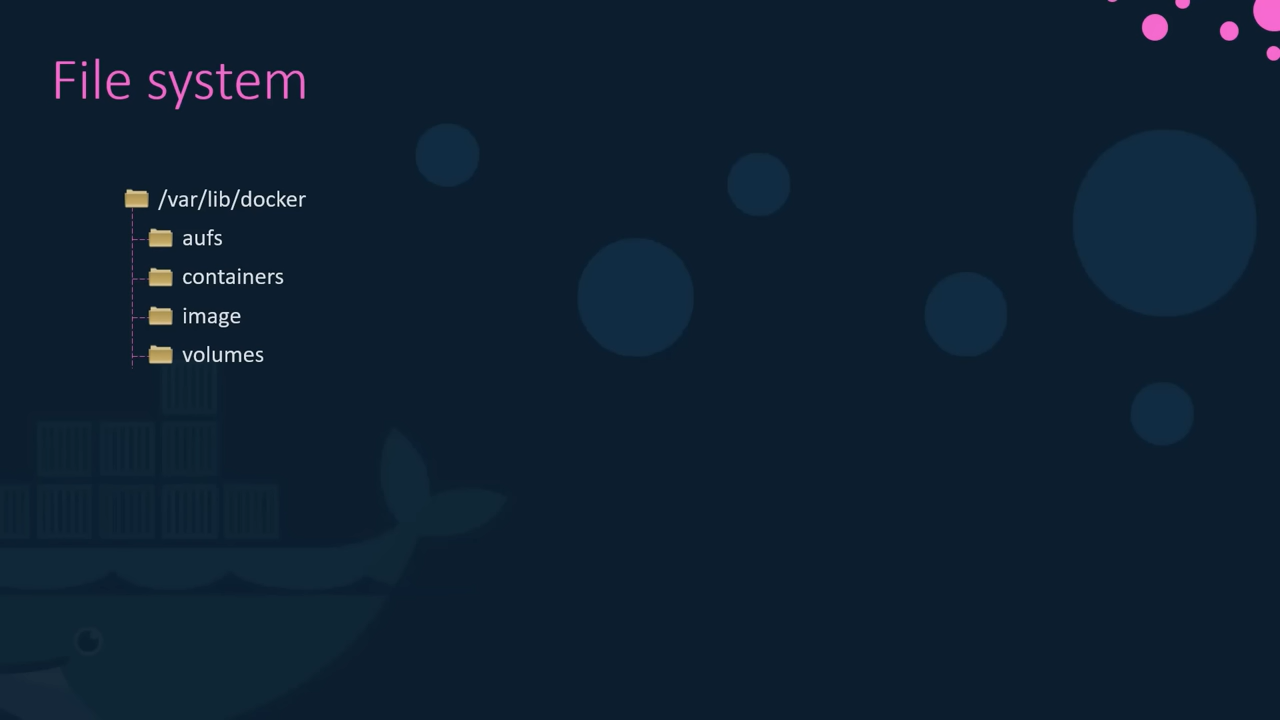 File system
/var/lib/docker
aufs
containers
image
volumes